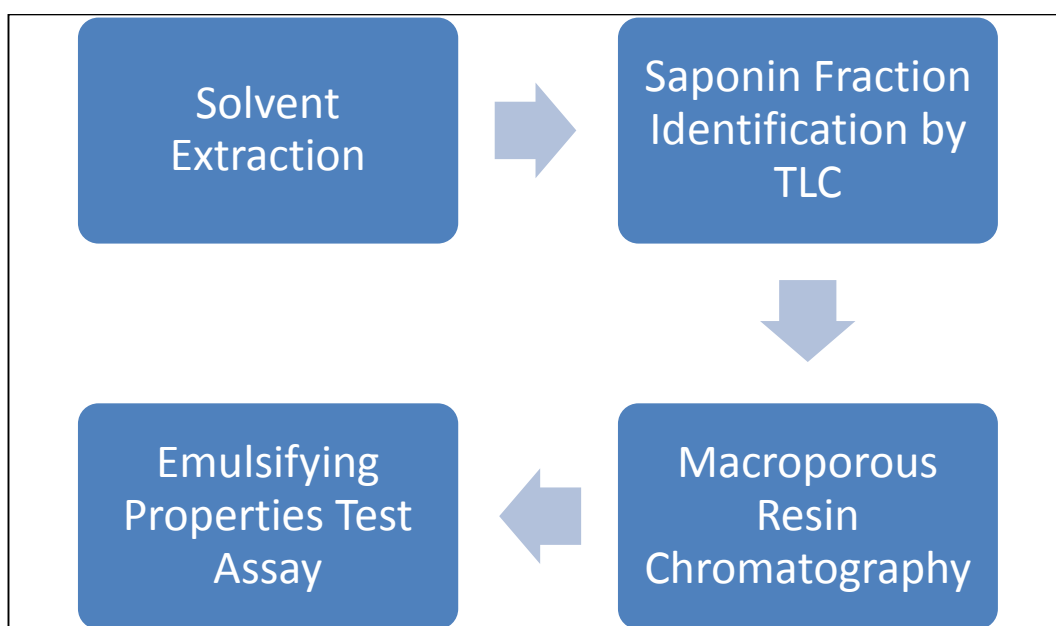 Solvent
Extraction
Saponin Fraction
Identification by
TLC
Macroporous
Resin
Chromatography
Emulsifying
Properties Test
Assay